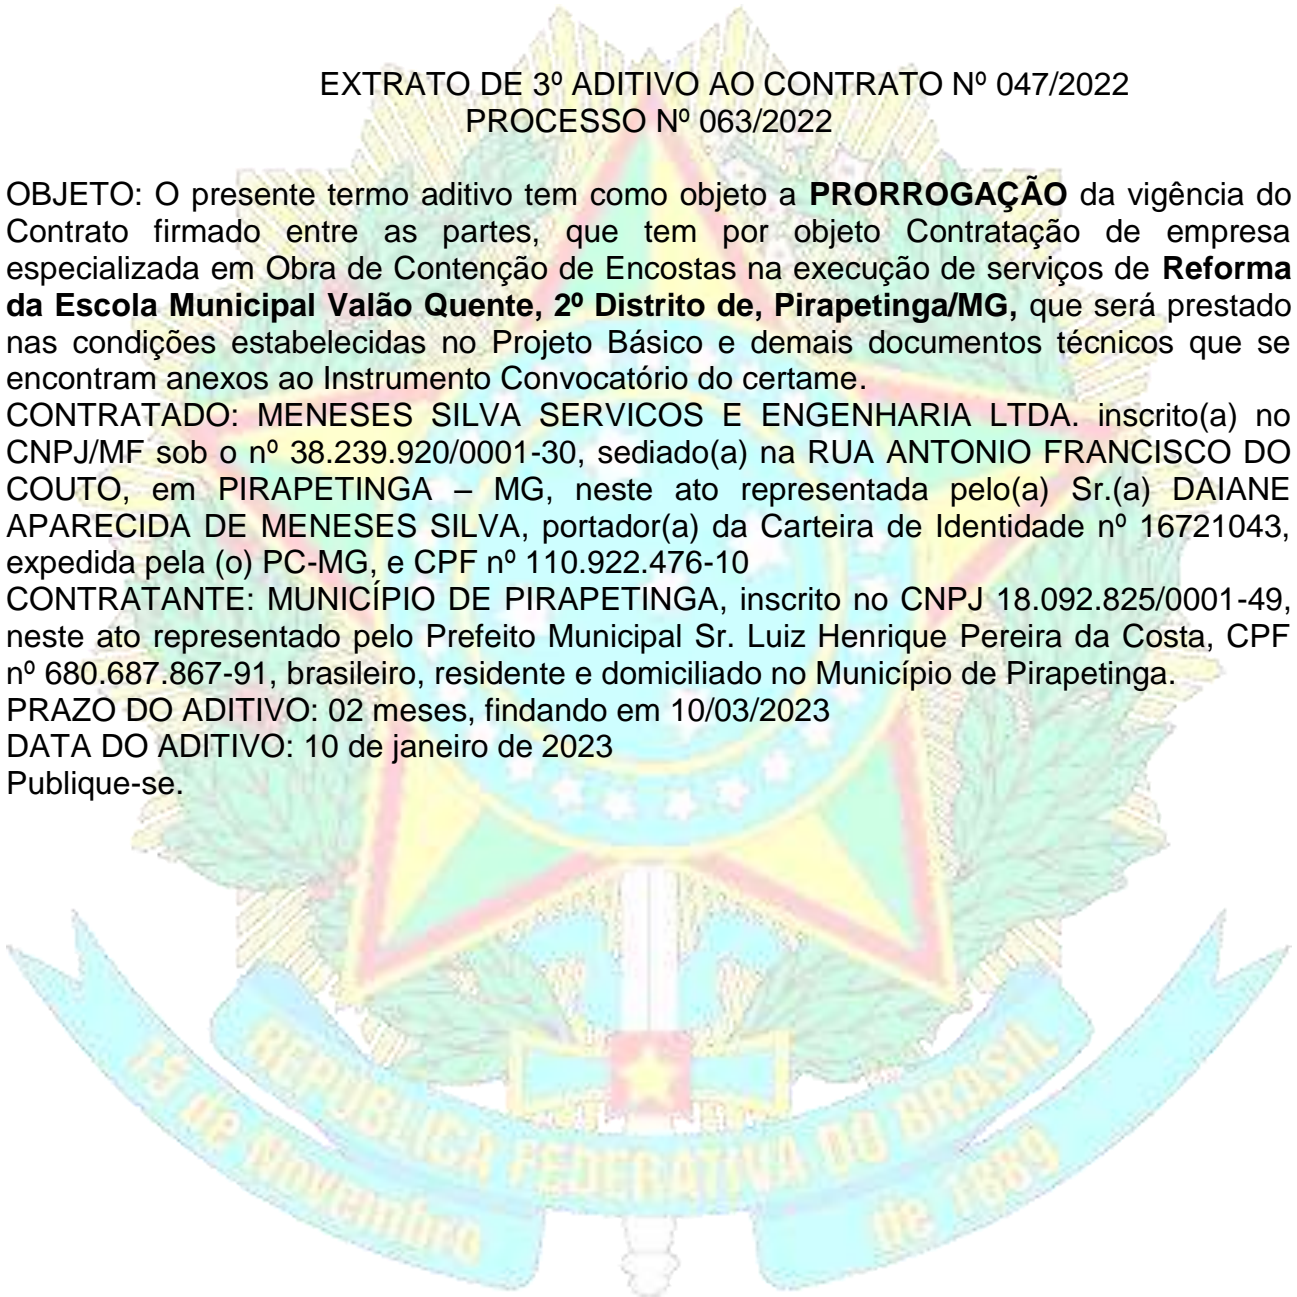 EXTRATO DE 3º ADITIVO AO CONTRATO Nº 047/2022
PROCESSO Nº 063/2022
OBJETO: O presente termo aditivo tem como objeto a PRORROGAÇÃO da vigência do
Contrato firmado entre as partes, que tem por objeto Contratação de empresa
especializada em Obra de Contenção de Encostas na execução de serviços de Reforma
da Escola Municipal Valão Quente, 2º Distrito de, Pirapetinga/MG, que será prestado
nas condições estabelecidas no Projeto Básico e demais documentos técnicos que se
encontram anexos ao Instrumento Convocatório do certame.
CONTRATADO: MENESES SILVA SERVICOS E ENGENHARIA LTDA. inscrito(a) no
CNPJ/MF sob o nº 38.239.920/0001-30, sediado(a) na RUA ANTONIO FRANCISCO DO
COUTO, em PIRAPETINGA – MG, neste ato representada pelo(a) Sr.(a) DAIANE
APARECIDA DE MENESES SILVA, portador(a) da Carteira de Identidade nº 16721043,
expedida pela (o) PC-MG, e CPF nº 110.922.476-10
CONTRATANTE: MUNICÍPIO DE PIRAPETINGA, inscrito no CNPJ 18.092.825/0001-49,
neste ato representado pelo Prefeito Municipal Sr. Luiz Henrique Pereira da Costa, CPF
nº 680.687.867-91, brasileiro, residente e domiciliado no Município de Pirapetinga.
PRAZO DO ADITIVO: 02 meses, findando em 10/03/2023
DATA DO ADITIVO: 10 de janeiro de 2023
Publique-se.
REPÚBLICA FEDERATIVA DO BRASIL
15 de Novembro de 1889